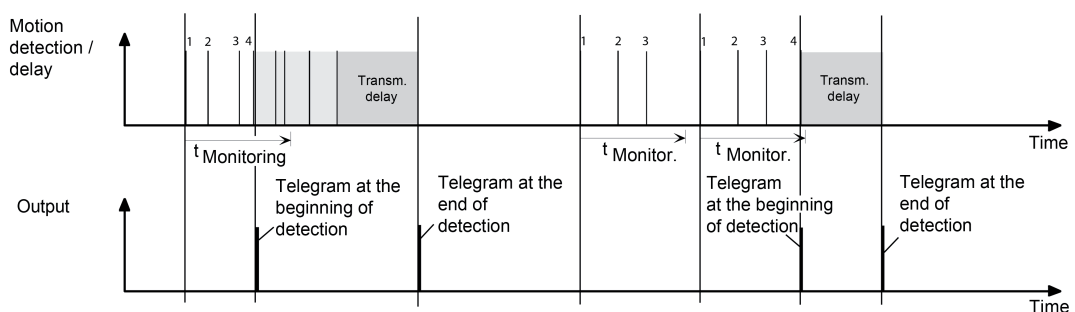 Motion
detection /
delay
1 2 3 4
Transm.
delay
1 2 3
1 2 3 4
Transm.
delay
Time
t Monitoring
t Monitor.
t Monitor.
Output
Telegram at the
beginning of
detection
Telegram at the
end of
detection
Telegram
at the beginning
of detection
Telegram at the
end of
detection
Time